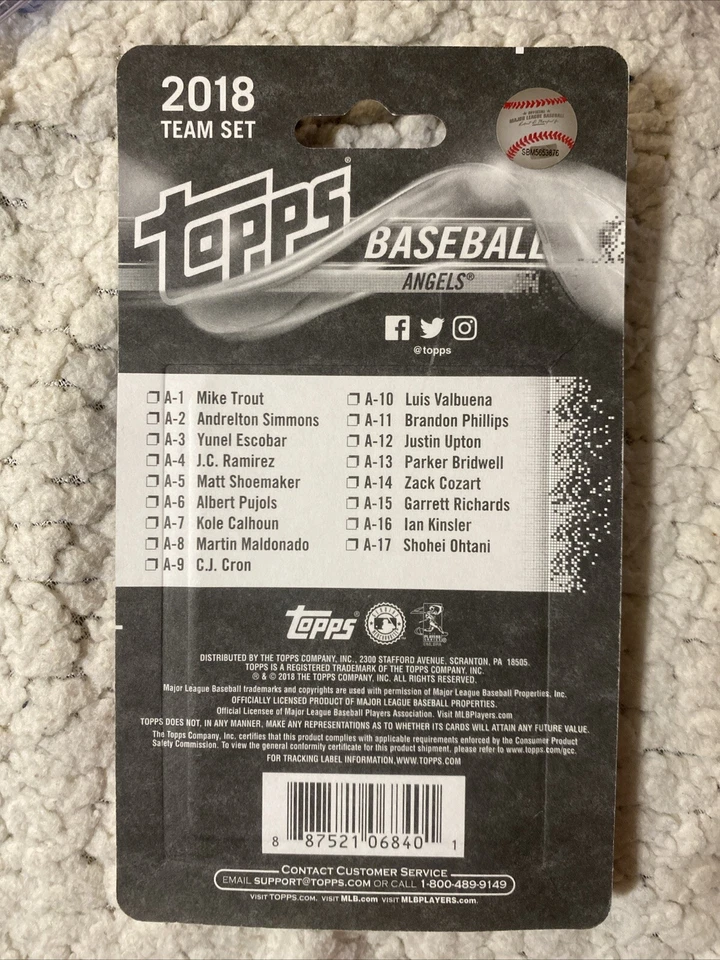 2018
TEAM SET
OFFICIAL
MAJOR LEAGUE BASEBALL
SBM5053676
TOPPS®
BASEBALL
ANGELS®
@topps
A-1 Mike Trout
A-2 Andrelton Simmons
A-3 Yunel Escobar
A-4 J.C. Ramirez
A-5 Matt Shoemaker
A-6 Albert Pujols
A-7 Kole Calhoun
A-8 Martin Maldonado
A-9 C.J. Cron
A-10 Luis Valbuena
A-11 Brandon Phillips
A-12 Justin Upton
A-13 Parker Bridwell
A-14 Zack Cozart
A-15 Garrett Richards
A-16 Ian Kinsler
A-17 Shohei Ohtani
TOPPS
DISTRIBUTED BY THE TOPPS COMPANY, INC., 2300 STAFFORD AVENUE, SCRANTON, PA 18505.
TOPPS IS A REGISTERED TRADEMARK OF THE TOPPS COMPANY, INC.
® & © 2018 THE TOPPS COMPANY, INC. ALL RIGHTS RESERVED.
Major League Baseball trademarks and copyrights are used with permission of Major League Baseball Properties, Inc.
OFFICIALLY LICENSED PRODUCT OF MAJOR LEAGUE BASEBALL PROPERTIES.
Official Licensee of Major League Baseball Players Association. Visit MLBPlayers.com
TOPPS DOES NOT, IN ANY MANNER, MAKE ANY REPRESENTATIONS AS TO WHETHER ITS CARDS WILL ATTAIN ANY FUTURE VALUE.
The Topps Company, Inc. certifies that this product complies with applicable requirements enforced by the Consumer Product
Safety Commission. To view the general conformity certificate for this product shipment, please refer to www.topps.com/gcc.
FOR TRACKING LABEL INFORMATION,WWW.TOPPS.COM
8 87521 06840 1
CONTACT CUSTOMER SERVICE
EMAIL SUPPORT@TOPPS.COM OR CALL 1-800-489-9149
VISIT TOPPS.COM. VISIT MLB.com VISIT MLBPLAYERS.com.